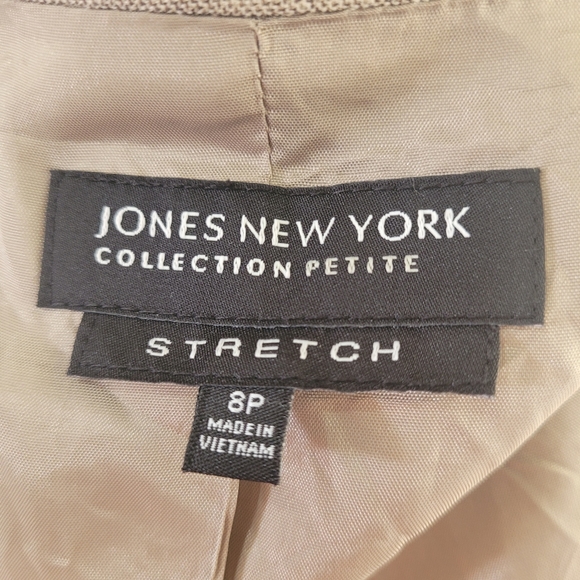 JONES NEW YORK
COLLECTION PETITE
STRETCH
8P
MADE IN
VIETNAM